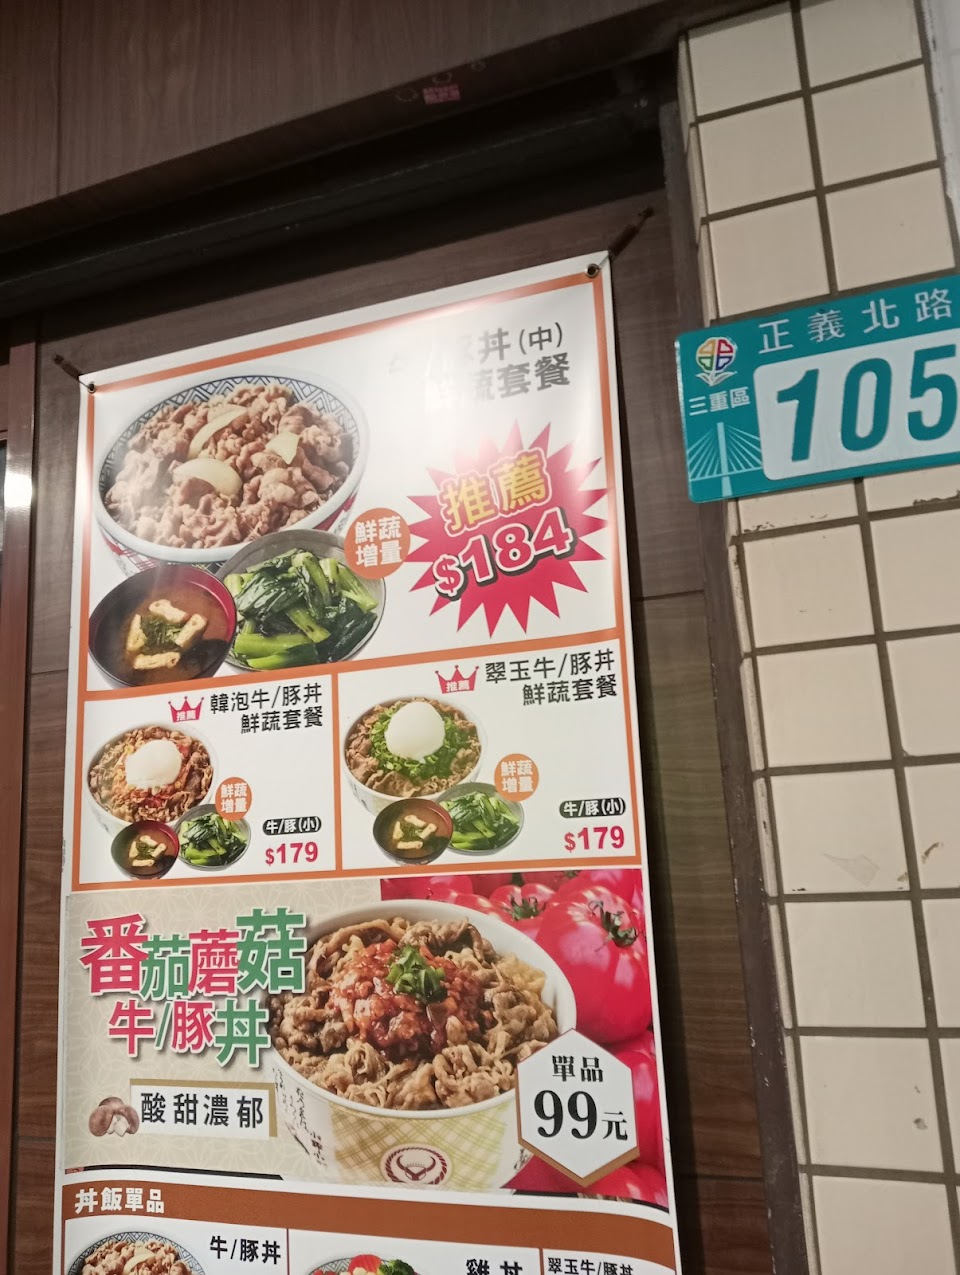 正義北路
三重區
105
丼(中)
蔬套餐
鮮蔬
增量
推薦
$184
推薦
韓泡牛/豚丼
鮮蔬套餐
鮮蔬
增量
牛/豚(小)
$179
推薦
翠玉牛/豚丼
鮮蔬套餐
鮮蔬
增量
牛/豚(小)
$179
番茄蘑菇
牛/豚丼
酸甜濃郁
單品
99元
丼飯單品
牛/豚丼
雞丼
翠玉牛/豚丼